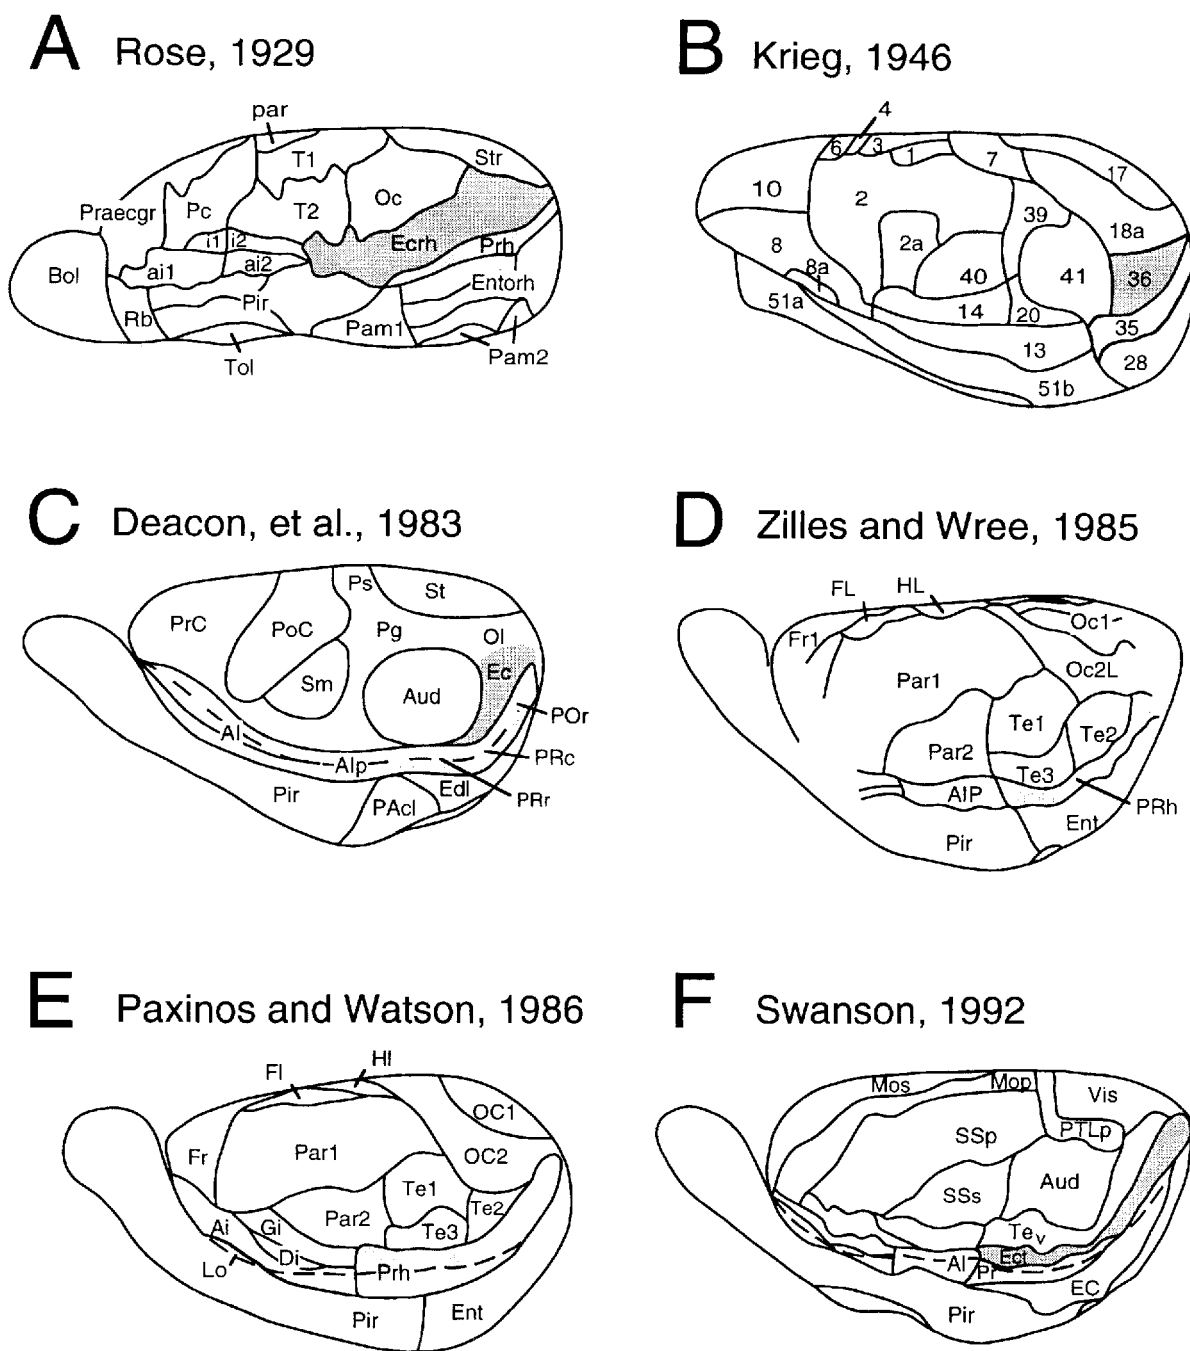 A Rose, 1929
par
T1
Str
Praecgr
Pc
T2
Oc
i1 i2
Ecrh
Prh
Bol
ai1
ai2
Entorh
Rb
Pir
Pam1
Tol
Pam2
B Krieg, 1946
4
6
3
1
7
17
10
2
39
18a
8
2a
8a
40
41
36
51a
14
20
35
13
28
51b
C Deacon, et al., 1983
Ps
St
PrC
PoC
Pg
Ol
Sm
Aud
Ec
POr
AI
AIp
PRc
Pir
PAcl
Edl
PRr
D Zilles and Wree, 1985
FL
HL
Fr1
Oc1
Par1
Oc2L
Te1
Te2
Par2
Te3
AIP
PRh
Ent
Pir
E Paxinos and Watson, 1986
Fl
Hl
OC1
Fr
Par1
OC2
Te1
Te2
Ai
Gi
Par2
Te3
Lo
Di
Prh
Pir
Ent
F Swanson, 1992
Mos
Mop
Vis
SSp
PTLp
SSs
Aud
Tev
AI
Ect
Pr
EC
Pir